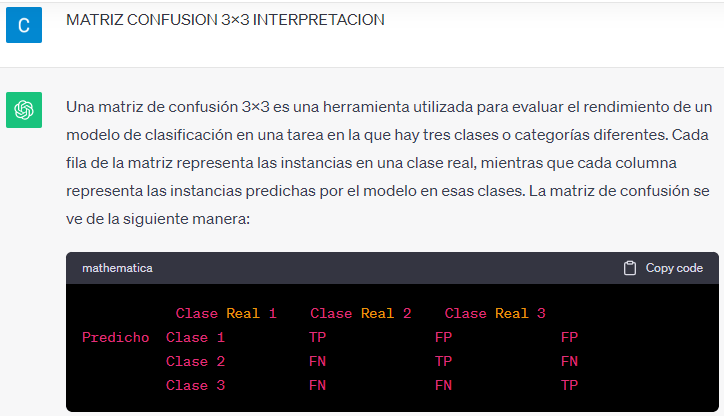 C
MATRIZ CONFUSION 3×3 INTERPRETACION
Una matriz de confusión 3×3 es una herramienta utilizada para evaluar el rendimiento de un
modelo de clasificación en una tarea en la que hay tres clases o categorías diferentes. Cada
fila de la matriz representa las instancias en una clase real, mientras que cada columna
representa las instancias predichas por el modelo en esas clases. La matriz de confusión se
ve de la siguiente manera:
mathematica Copy code
Clase Real 1 Clase Real 2 Clase Real 3
Predicho Clase 1 TP FP FP
Clase 2 FN TP FN
Clase 3 FN FN TP